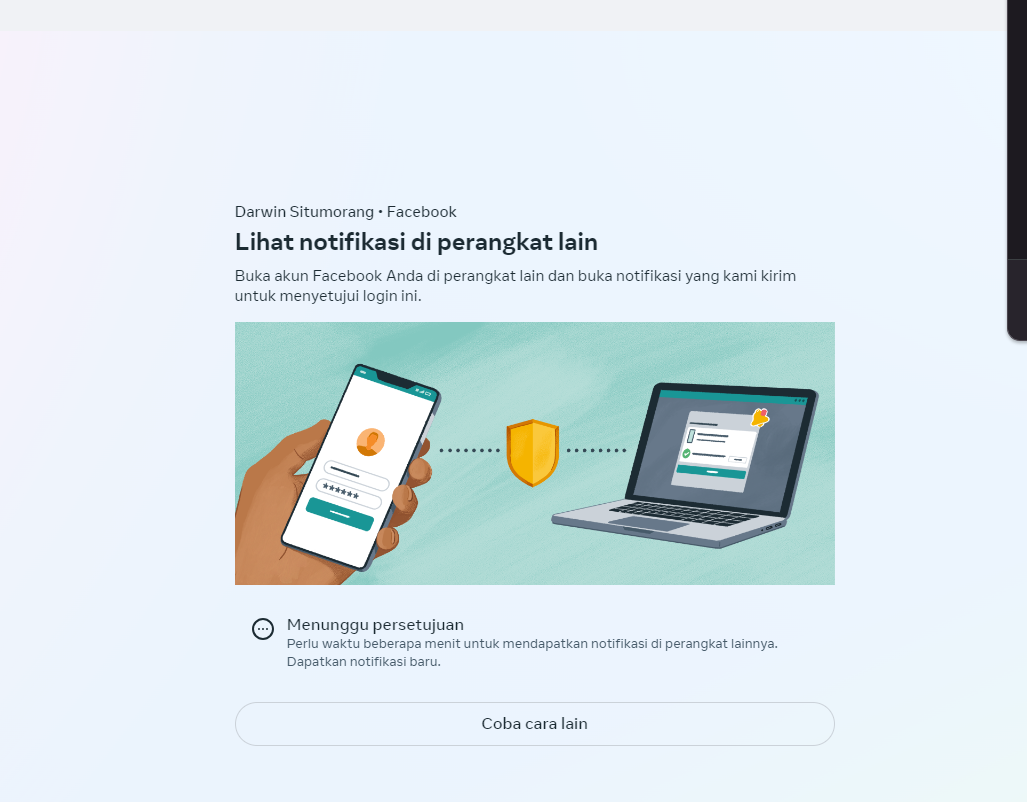 Darwin Situmorang • Facebook
Lihat notifikasi di perangkat lain
Buka akun Facebook Anda di perangkat lain dan buka notifikasi yang kami kirim
untuk menyetujui login ini.
Menunggu persetujuan
Perlu waktu beberapa menit untuk mendapatkan notifikasi di perangkat lainnya.
Dapatkan notifikasi baru.
Coba cara lain